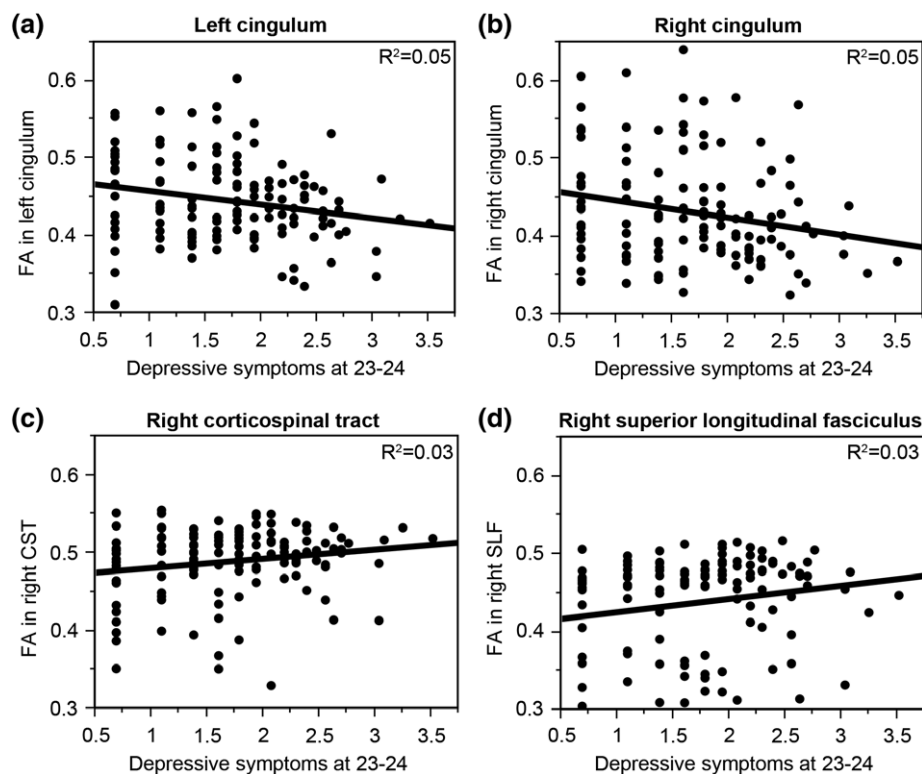 (a) Left cingulum
R²=0.05
FA in left cingulum
0.6
0.5
0.4
0.3
0.5 1 1.5 2 2.5 3 3.5
Depressive symptoms at 23-24
(b) Right cingulum
R²=0.05
FA in right cingulum
0.6
0.5
0.4
0.3
0.5 1 1.5 2 2.5 3 3.5
Depressive symptoms at 23-24
(c) Right corticospinal tract
R²=0.03
FA in right CST
0.6
0.5
0.4
0.3
0.5 1 1.5 2 2.5 3 3.5
Depressive symptoms at 23-24
(d) Right superior longitudinal fasciculus
R²=0.03
FA in right SLF
0.6
0.5
0.4
0.3
0.5 1 1.5 2 2.5 3 3.5
Depressive symptoms at 23-24